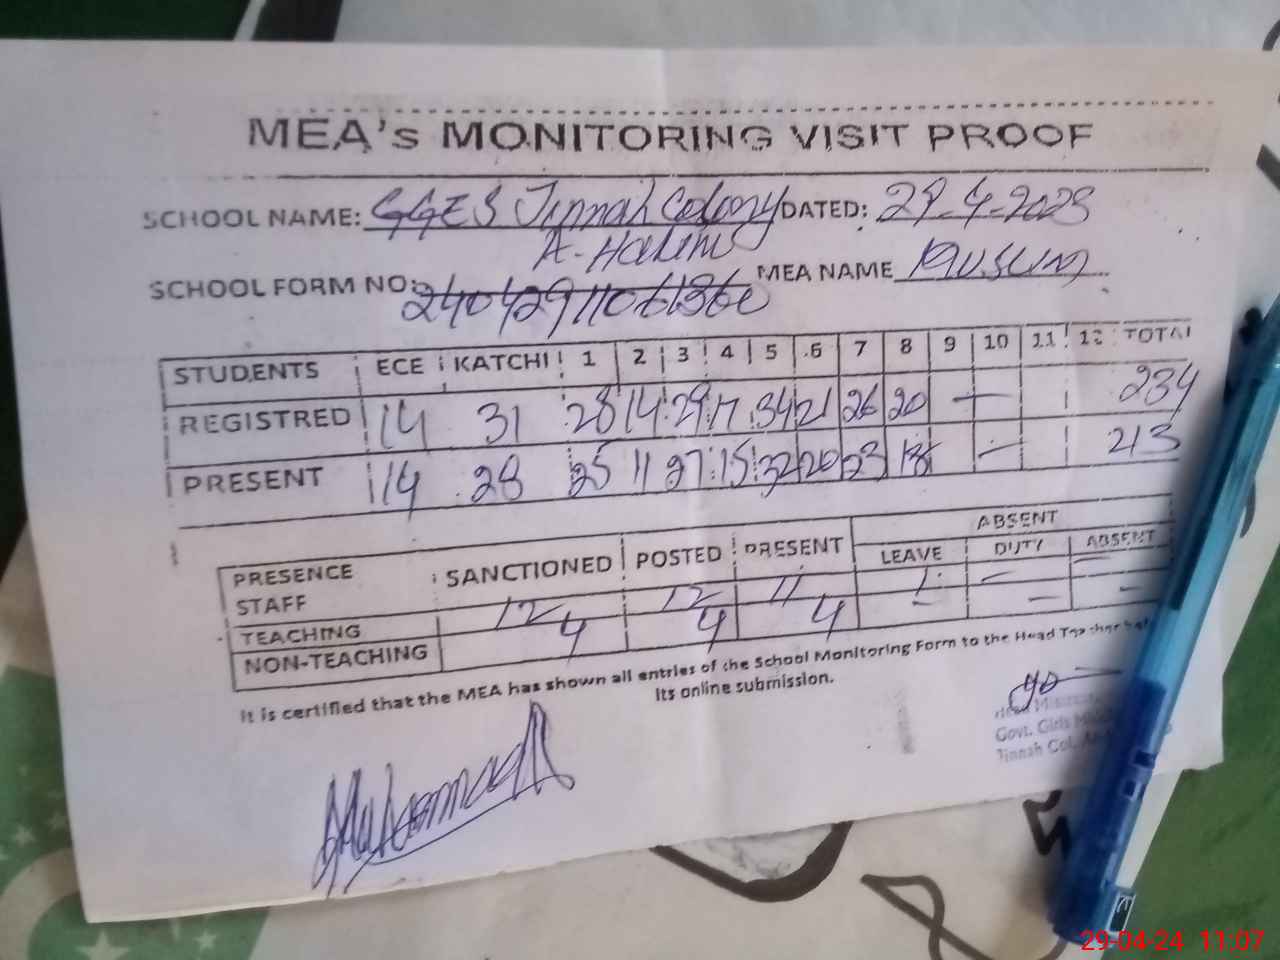 MEA's MONITORING VISIT PROOF
SCHOOL NAME: GGES Jinnah Colony DATED: 29-4-2023
A. Hakim
SCHOOL FORM NO: MEA NAME
STUDENTS ECE KATCHI 1 2 3 4 5 6 7 8 9 10 11 12 TOTAL
REGISTRED 14 31 28 14 29 17 34 21 26 20 — 234
PRESENT 14 28 25 11 27 15 32 20 23 18 — 213
ABSENT
PRESENCE SANCTIONED POSTED PRESENT LEAVE DUTY ABSENT
STAFF
TEACHING 12 12 11 1 — —
NON-TEACHING 4 4 4 — — —
It is certified that the MEA has shown all entries of the School Monitoring Form to the Head Teacher
its online submission.
Govt. Girls
Jinnah Col.
29-04-24 11:07